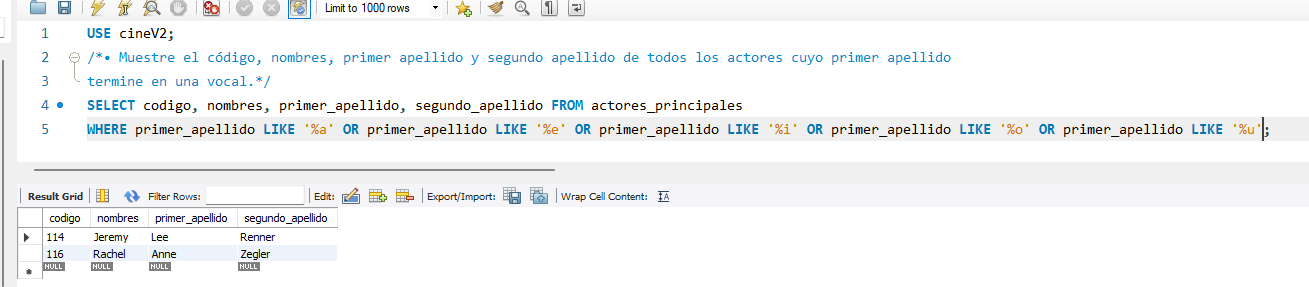 Limit to 1000 rows
1 USE cineV2;
2 /*• Muestre el código, nombres, primer apellido y segundo apellido de todos los actores cuyo primer apellido
3 termine en una vocal.*/
4 SELECT codigo, nombres, primer_apellido, segundo_apellido FROM actores_principales
5 WHERE primer_apellido LIKE '%a' OR primer_apellido LIKE '%e' OR primer_apellido LIKE '%i' OR primer_apellido LIKE '%o' OR primer_apellido LIKE '%u';
Result Grid Filter Rows: Edit: Export/Import: Wrap Cell Content:
codigo nombres primer_apellido segundo_apellido
114 Jeremy Lee Renner
116 Rachel Anne Zegler
NULL NULL NULL NULL